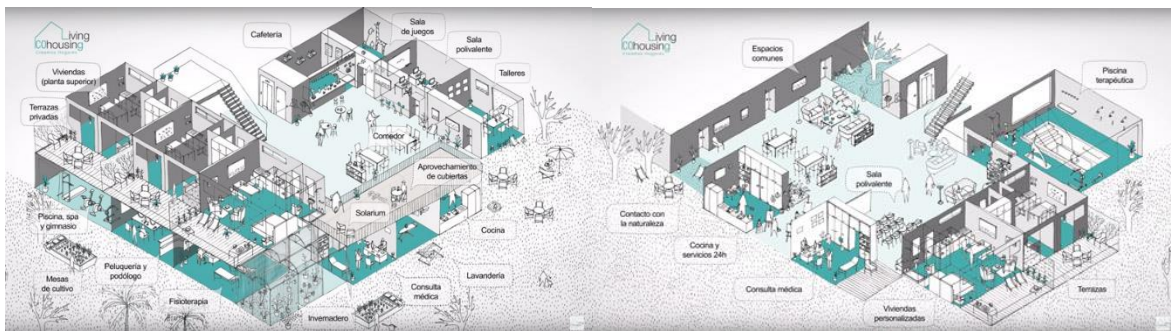 Living
COhousing
Cafetería
Sala
de juegos
Sala
polivalente
Talleres
Viviendas
(planta superior)
Terrazas
privadas
Comedor
Aprovechamiento
de cubiertas
Solarium
Piscina, spa
y gimnasio
Cocina
Mesas
de cultivo
Peluquería y
podólogo
Lavandería
Fisioterapia
Consulta
médica
Invernadero
Living
COhousing
Espacios
comunes
Piscina
terapéutica
Sala
polivalente
Contacto con
la naturaleza
Cocina y
servicios 24h
Consulta médica
Viviendas
personalizadas
Terrazas